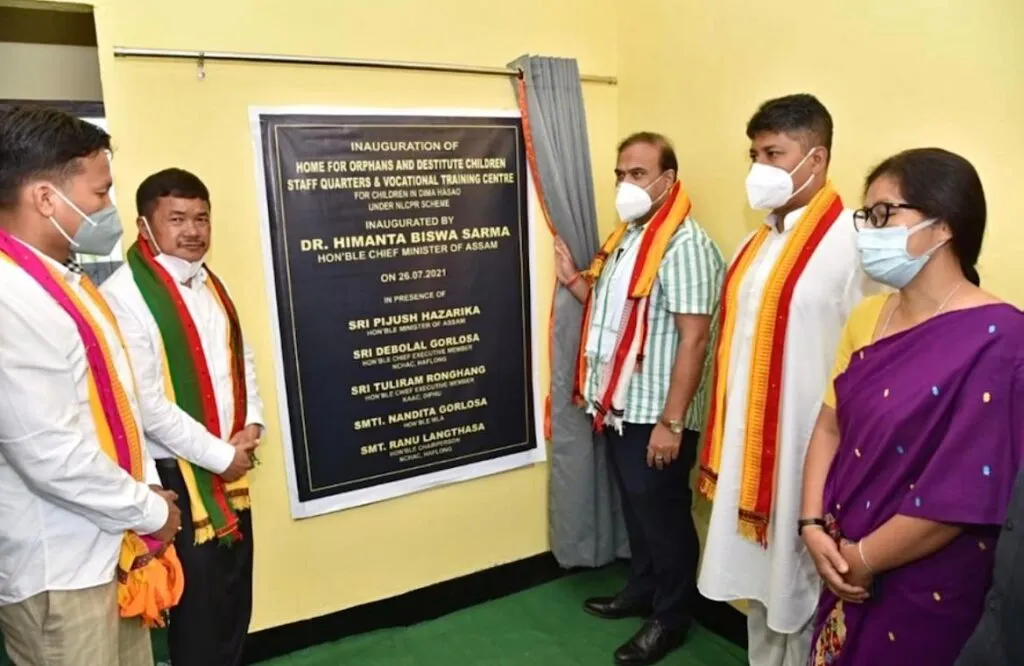 INAUGURATION OF
HOME FOR ORPHANS AND DESTITUTE CHILDREN
STAFF QUARTERS & VOCATIONAL TRAINING CENTRE
FOR CHILDREN IN DIMA HASAO
UNDER NLCPR SCHEME
INAUGURATED BY
DR. HIMANTA BISWA SARMA
HON'BLE CHIEF MINISTER OF ASSAM
ON 26.07.2021
IN PRESENCE OF
SRI PIJUSH HAZARIKA
HON'BLE MINISTER OF ASSAM
SRI DEBOLAL GORLOSA
HON'BLE CHIEF EXECUTIVE MEMBER
NCHAC, HAFLONG
SRI TULIRAM RONGHANG
HON'BLE CHIEF EXECUTIVE MEMBER
KAAC, DIPHU
SMTI. NANDITA GORLOSA
HON'BLE MLA
SMT. RANU LANGTHASA
HON'BLE CHAIRPERSON
NCHAC, HAFLONG